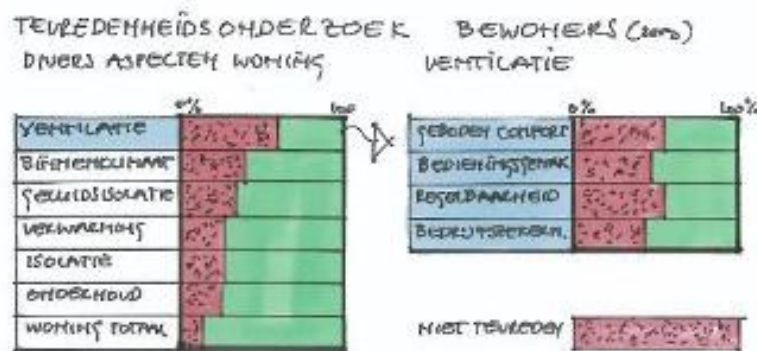 TEVREDENHEIDSONDERZOEK BEWONERS (2000)
DIVERS ASPECTEN WONING
VENTILATIE
0% 100
VENTILATIE
BINNENKLIMAAT
GELUIDSISOLATIE
VERWARMING
ISOLATIE
ONDERHOUD
WONING TOTAAL
0% 100%
GEBODEN COMFORT
BEDIENINGSGEMAK
REGELBAARHEID
NIET TEVREDEN